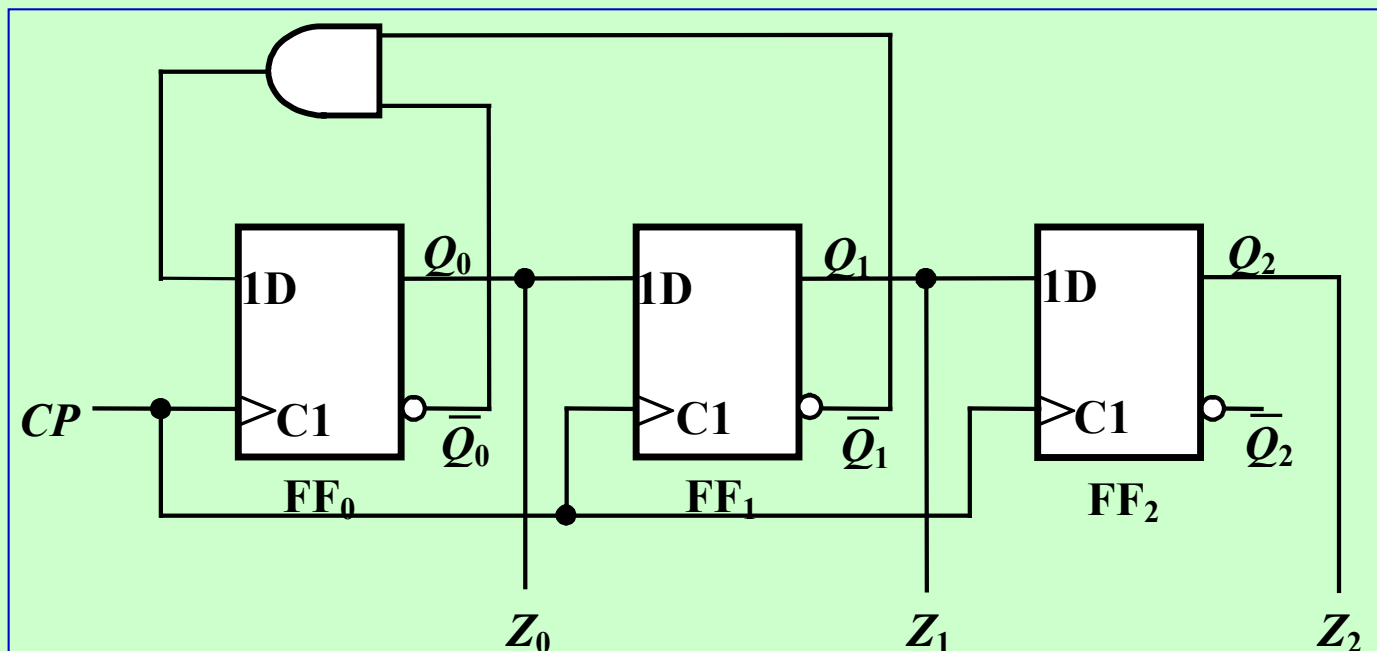 Q₀ Q₁ Q₂
1D 1D 1D
CP C1 C1 C1
Q̅₀ Q̅₁ Q̅₂
FF₀ FF₁ FF₂
Z₀ Z₁ Z₂